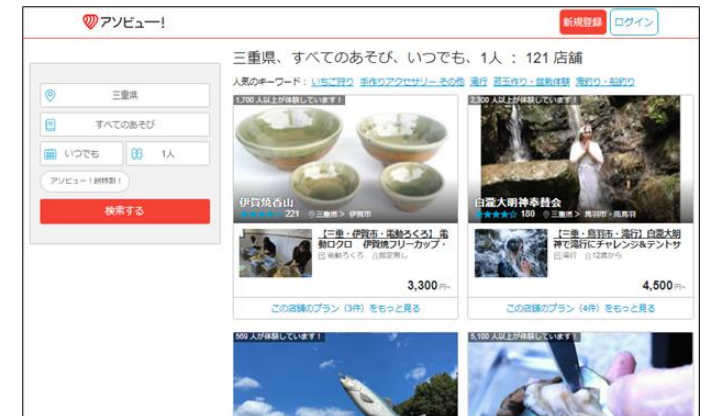 アソビュー!
新規登録
ログイン
三重県、すべてのあそび、いつでも、1人 : 121 店舗
人気のキーワード: いちご狩り 手作りアクセサリー その他 滝行 苔玉作り・盆栽体験 海釣り・船釣り
三重県
すべてのあそび
いつでも
1人
アソビュー!超特割!
検索する
1,700 人以上が体験しています!
伊賀焼香山
221 三重県 > 伊賀市
【三重・伊賀市・電動ろくろ】電
動ロクロ 伊賀焼フリーカップ・
電動ろくろ 指定無し
3,300 円~
この店舗のプラン (3件) をもっと見る
2,300 人以上が体験しています!
白瀧大明神奉賛会
180 三重県 > 鳥羽市・南鳥羽
【三重・鳥羽市・滝行】白瀧大明
神で滝行にチャレンジ&テントサ
滝行 12歳から
4,500 円~
この店舗のプラン (4件) をもっと見る
569 人が体験しています!
5,100 人以上が体験しています!